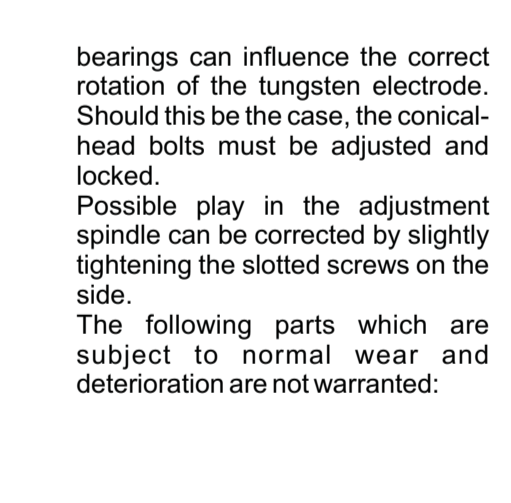 bearings can influence the correct
rotation of the tungsten electrode.
Should this be the case, the conical-
head bolts must be adjusted and
locked.
Possible play in the adjustment
spindle can be corrected by slightly
tightening the slotted screws on the
side.
The following parts which are
subject to normal wear and
deterioration are not warranted: